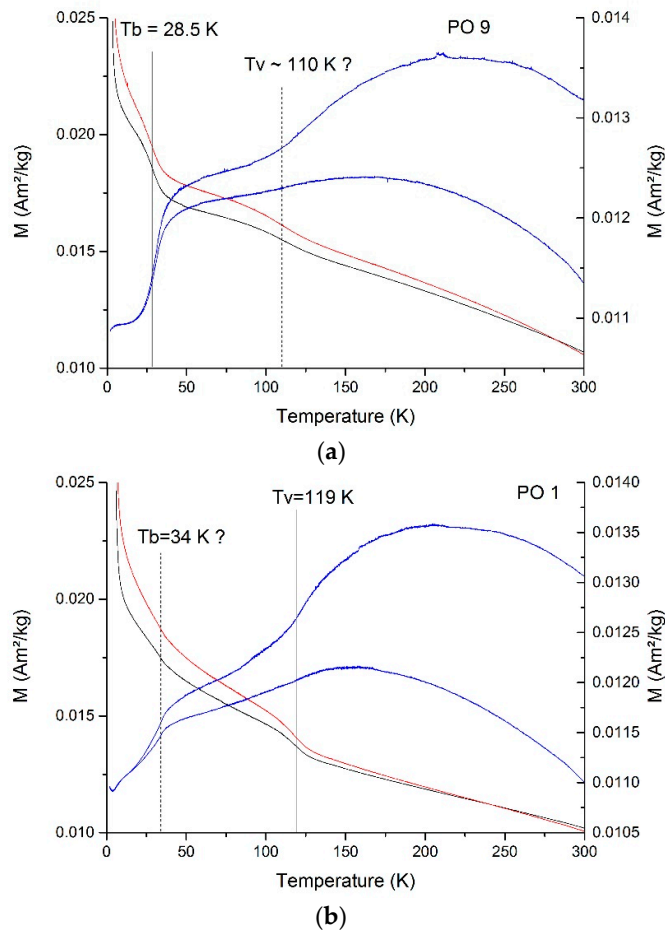 Tb = 28.5 K
PO 9
Tv ~ 110 K ?
M (Am²/kg)
0.025
0.020
0.015
0.010
0.014
0.013
0.012
0.011
M (Am²/kg)
0 50 100 150 200 250 300
Temperature (K)
(a)
Tv=119 K
PO 1
Tb=34 K ?
M (Am²/kg)
0.025
0.020
0.015
0.010
0.0140
0.0135
0.0130
0.0125
0.0120
0.0115
0.0110
0.0105
M (Am²/kg)
0 50 100 150 200 250 300
Temperature (K)
(b)